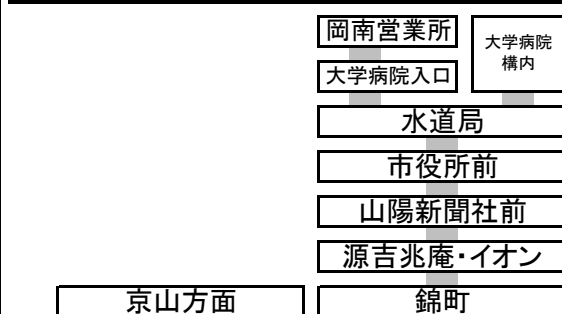 岡南営業所
大学病院
構内
大学病院入口
水道局
市役所前
山陽新聞社前
源吉兆庵・イオン
京山方面
錦町